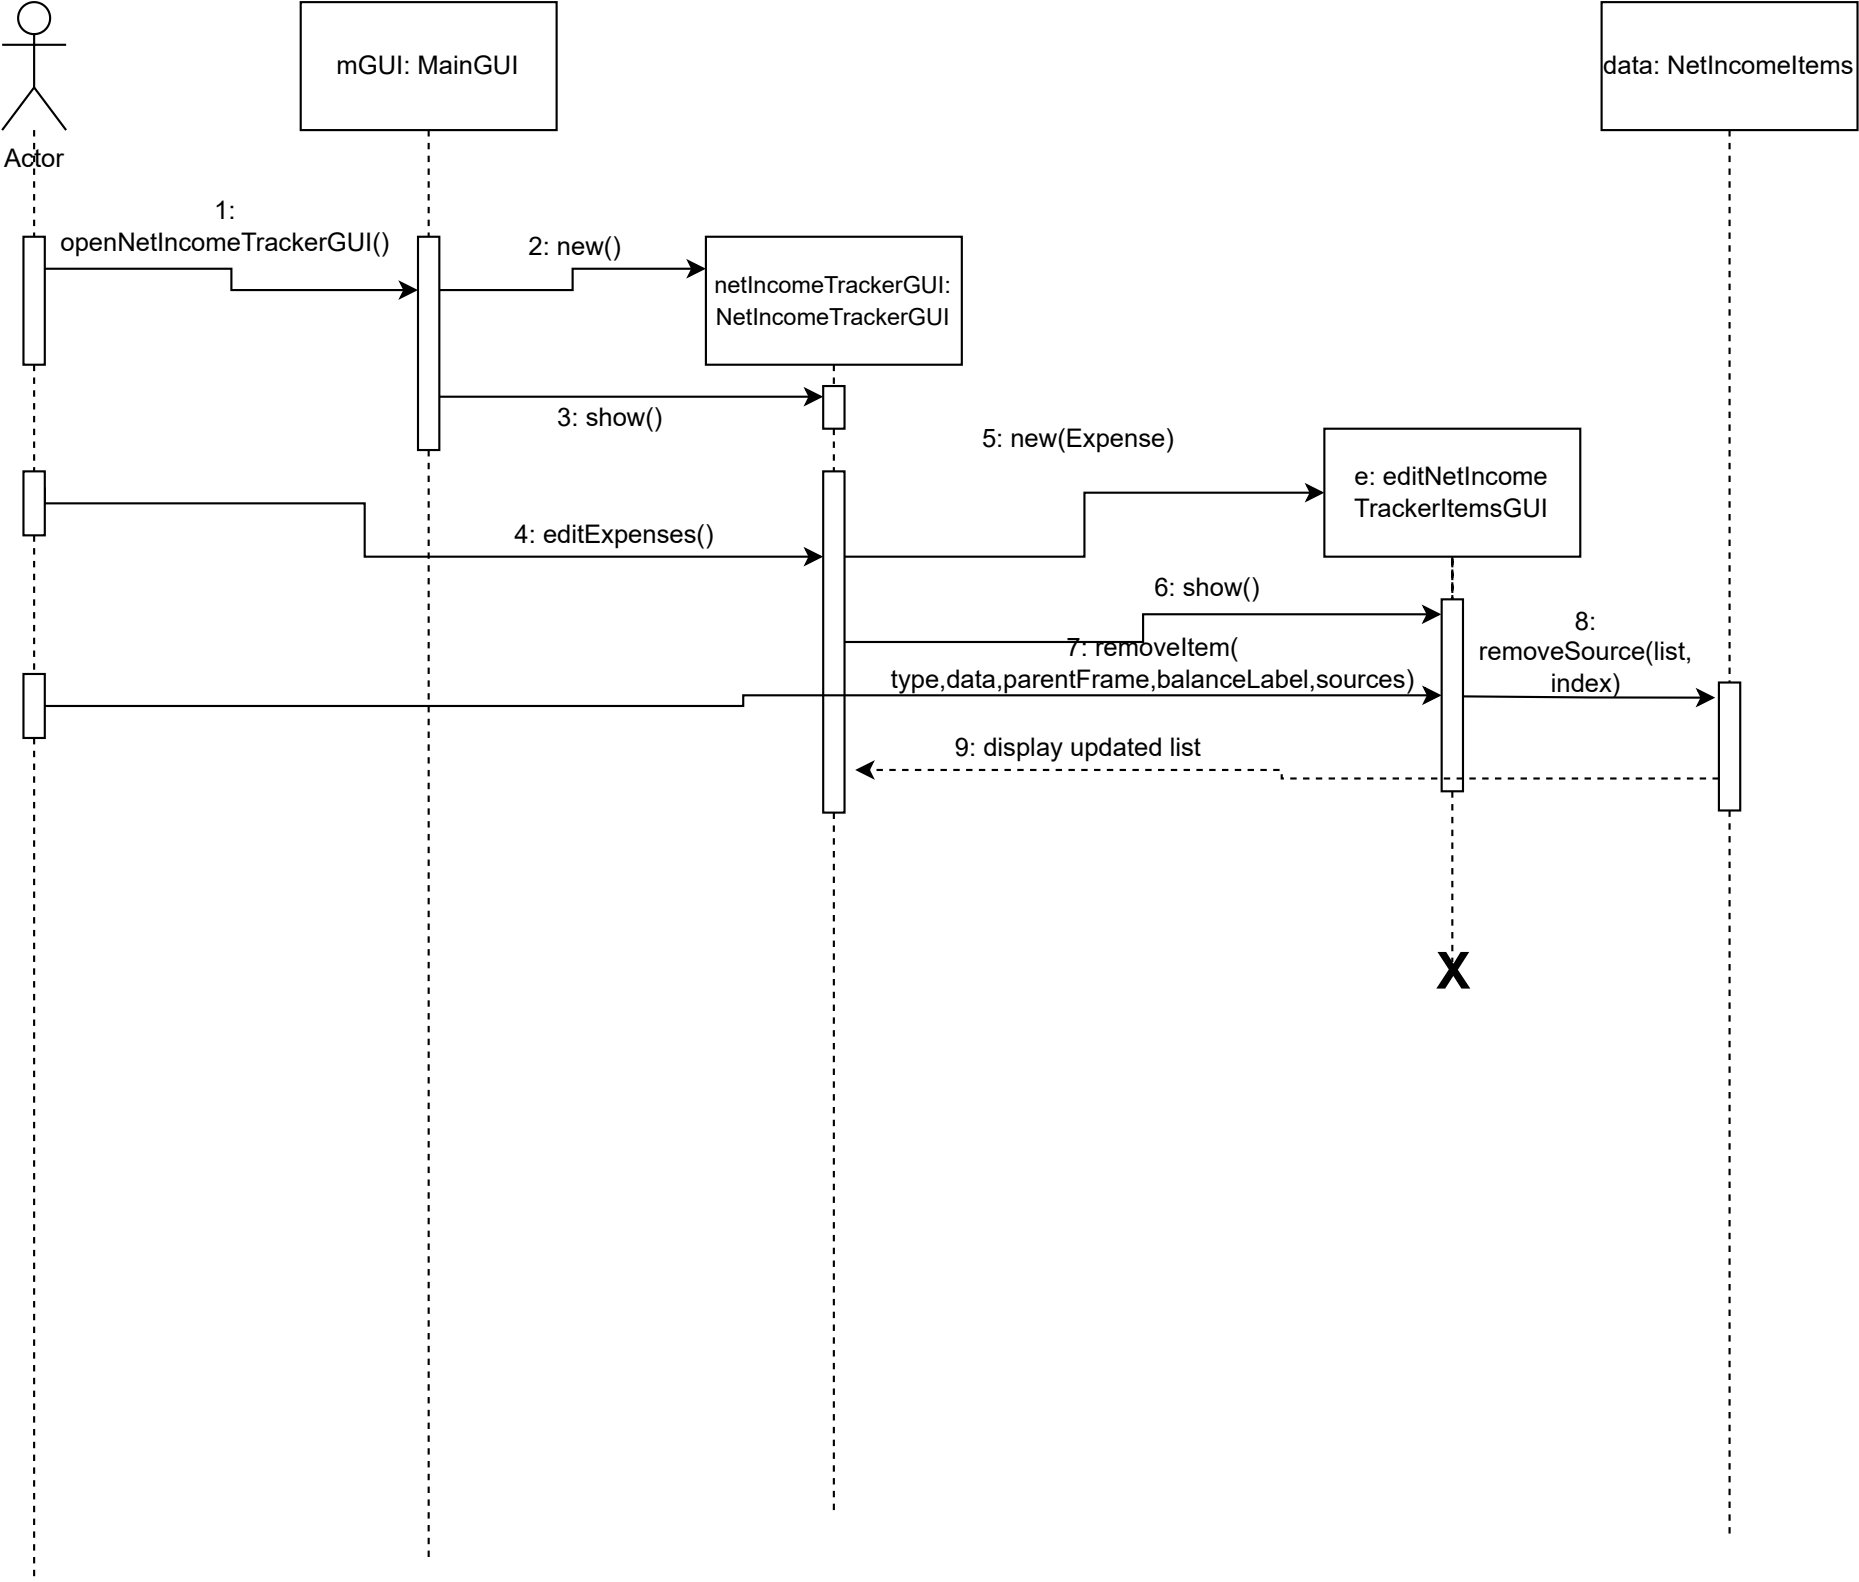 Actor
mGUI: MainGUI
data: NetIncomeItems
1:
openNetIncomeTrackerGUI()
2: new()
netIncomeTrackerGUI:
NetIncomeTrackerGUI
3: show()
5: new(Expense)
e: editNetIncome
TrackerItemsGUI
4: editExpenses()
6: show()
7: removeItem(
type,data,parentFrame,balanceLabel,sources)
8:
removeSource(list,
index)
9: display updated list
X